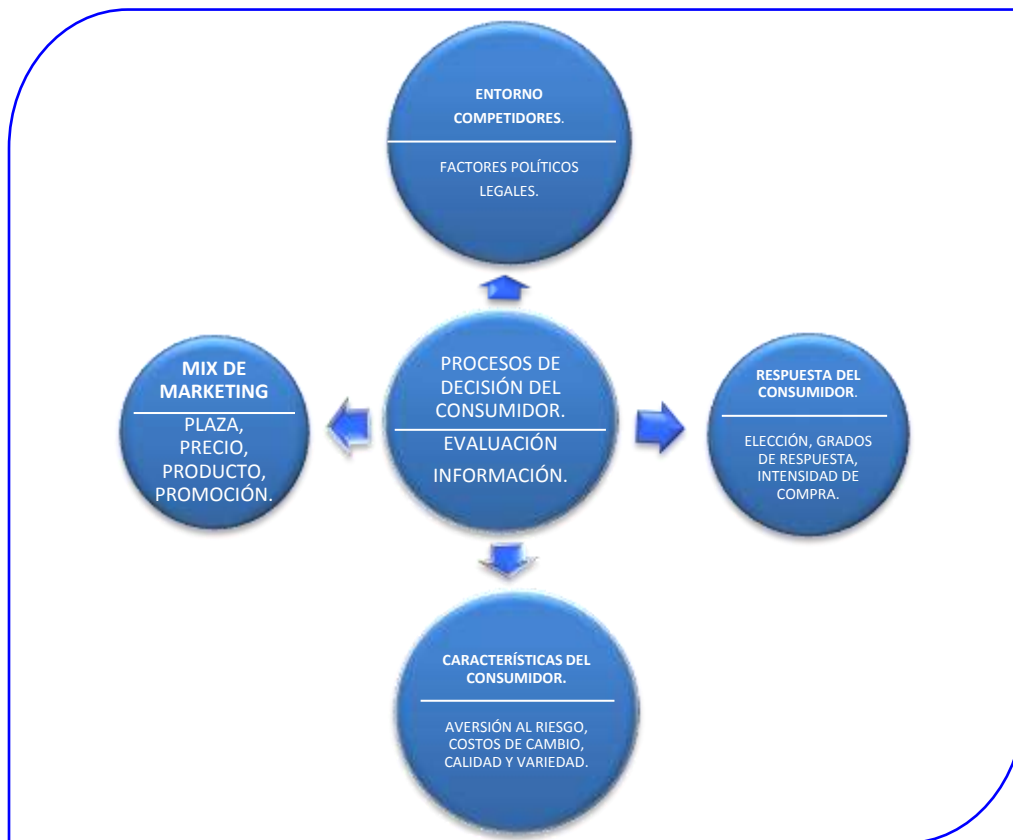 ENTORNO
COMPETIDORES.
FACTORES POLÍTICOS
LEGALES.
MIX DE
MARKETING
PLAZA,
PRECIO,
PRODUCTO,
PROMOCIÓN.
PROCESOS DE
DECISIÓN DEL
CONSUMIDOR.
EVALUACIÓN
INFORMACIÓN.
RESPUESTA DEL
CONSUMIDOR.
ELECCIÓN, GRADOS
DE RESPUESTA,
INTENSIDAD DE
COMPRA.
CARACTERÍSTICAS DEL
CONSUMIDOR.
AVERSIÓN AL RIESGO,
COSTOS DE CAMBIO,
CALIDAD Y VARIEDAD.